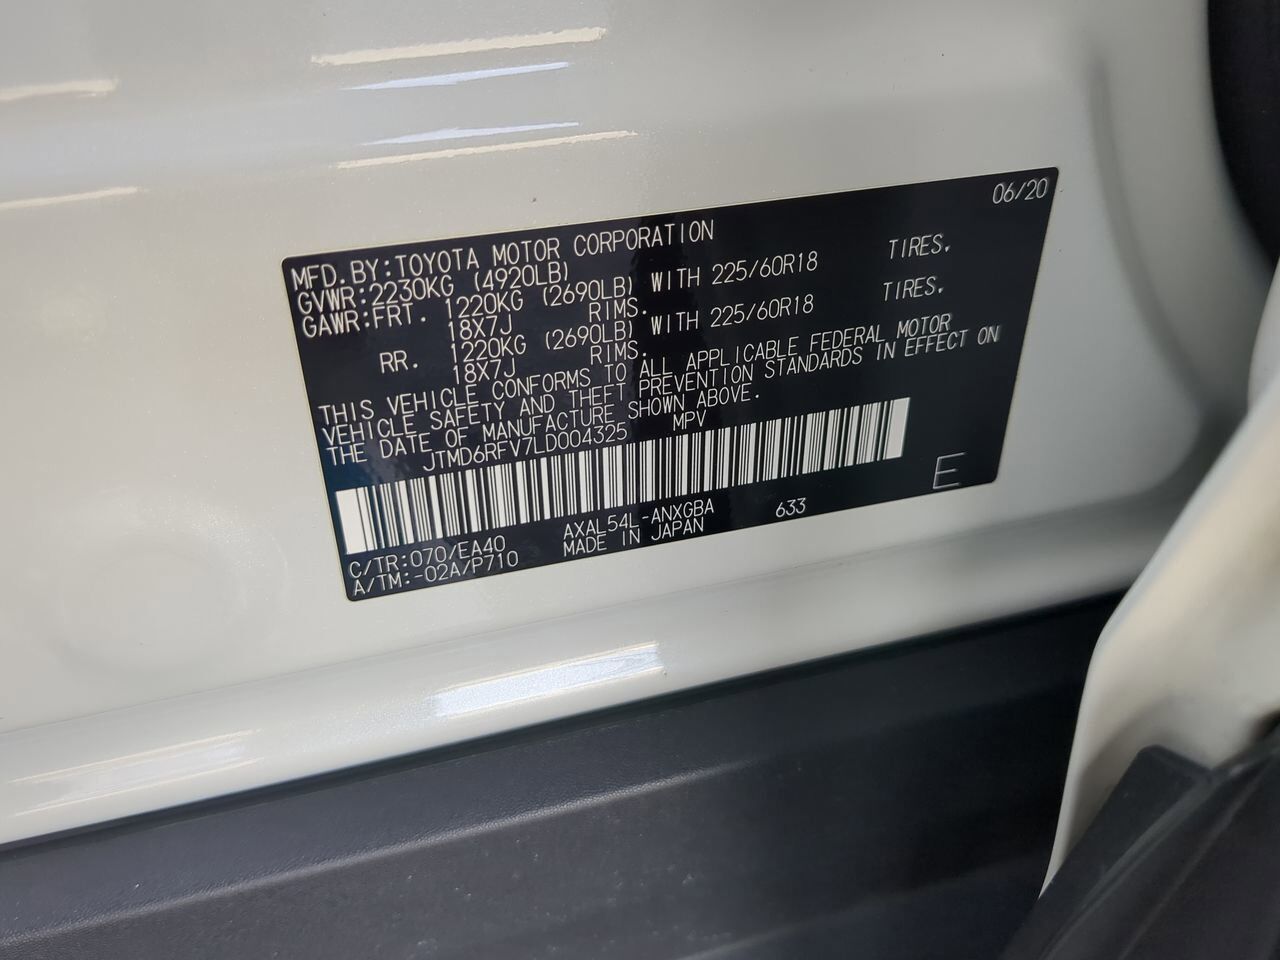 06/20
MFD.BY:TOYOTA MOTOR CORPORATION
GVWR:2230KG (4920LB)
GAWR:FRT. 1220KG (2690LB) WITH 225/60R18 TIRES.
18X7J RIMS.
RR. 1220KG (2690LB) WITH 225/60R18 TIRES.
18X7J RIMS.
THIS VEHICLE CONFORMS TO ALL APPLICABLE FEDERAL MOTOR
VEHICLE SAFETY AND THEFT PREVENTION STANDARDS IN EFFECT ON
THE DATE OF MANUFACTURE SHOWN ABOVE.
JTMD6RFV7LD004325 MPV
E
C/TR:070/EA40 AXAL54L-ANXGBA 633
A/TM:-02A/P710 MADE IN JAPAN